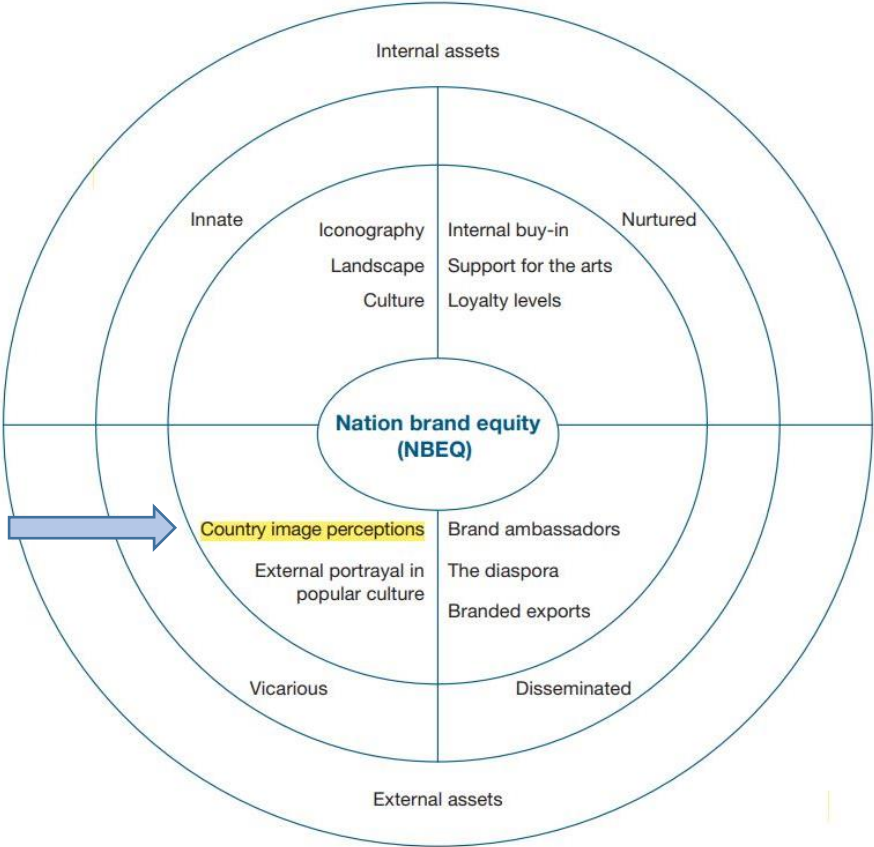 Internal assets
Innate
Nurtured
Iconography
Landscape
Culture
Internal buy-in
Support for the arts
Loyalty levels
Nation brand equity
(NBEQ)
Country image perceptions
External portrayal in
popular culture
Brand ambassadors
The diaspora
Branded exports
Vicarious
Disseminated
External assets